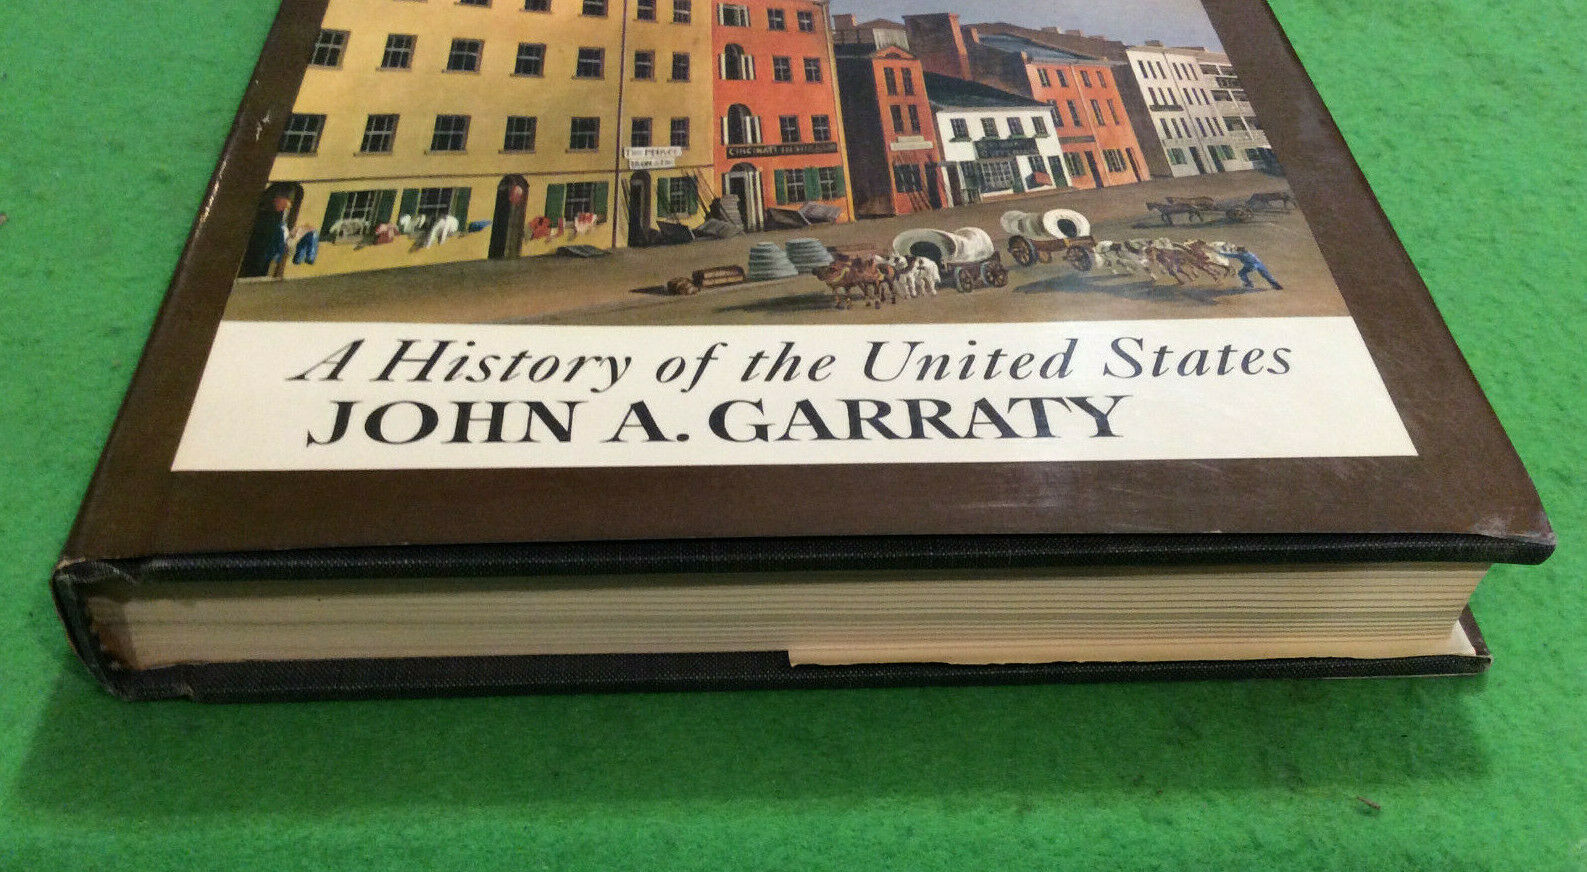 A History of the United States
JOHN A. GARRATY